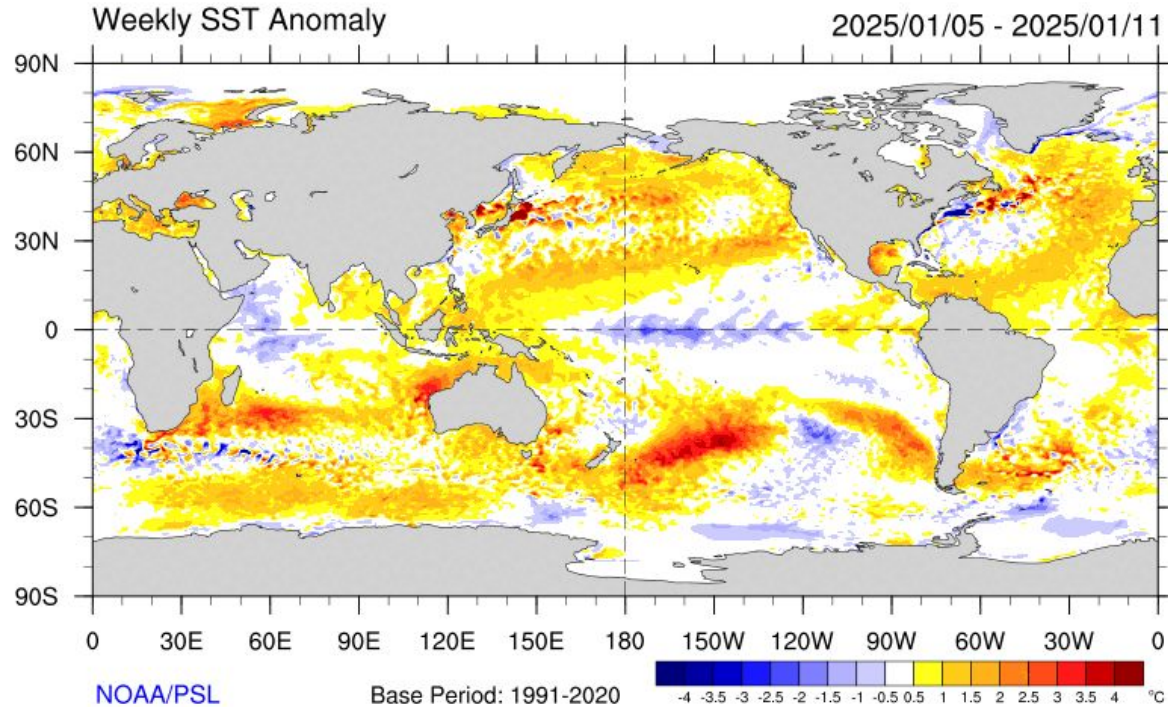 Weekly SST Anomaly 2025/01/05 - 2025/01/11
90N
60N
30N
0
30S
60S
90S
0 30E 60E 90E 120E 150E 180 150W 120W 90W 60W 30W 0
NOAA/PSL Base Period: 1991-2020
-4 -3.5 -3 -2.5 -2 -1.5 -1 -0.5 0.5 1 1.5 2 2.5 3 3.5 4 °C